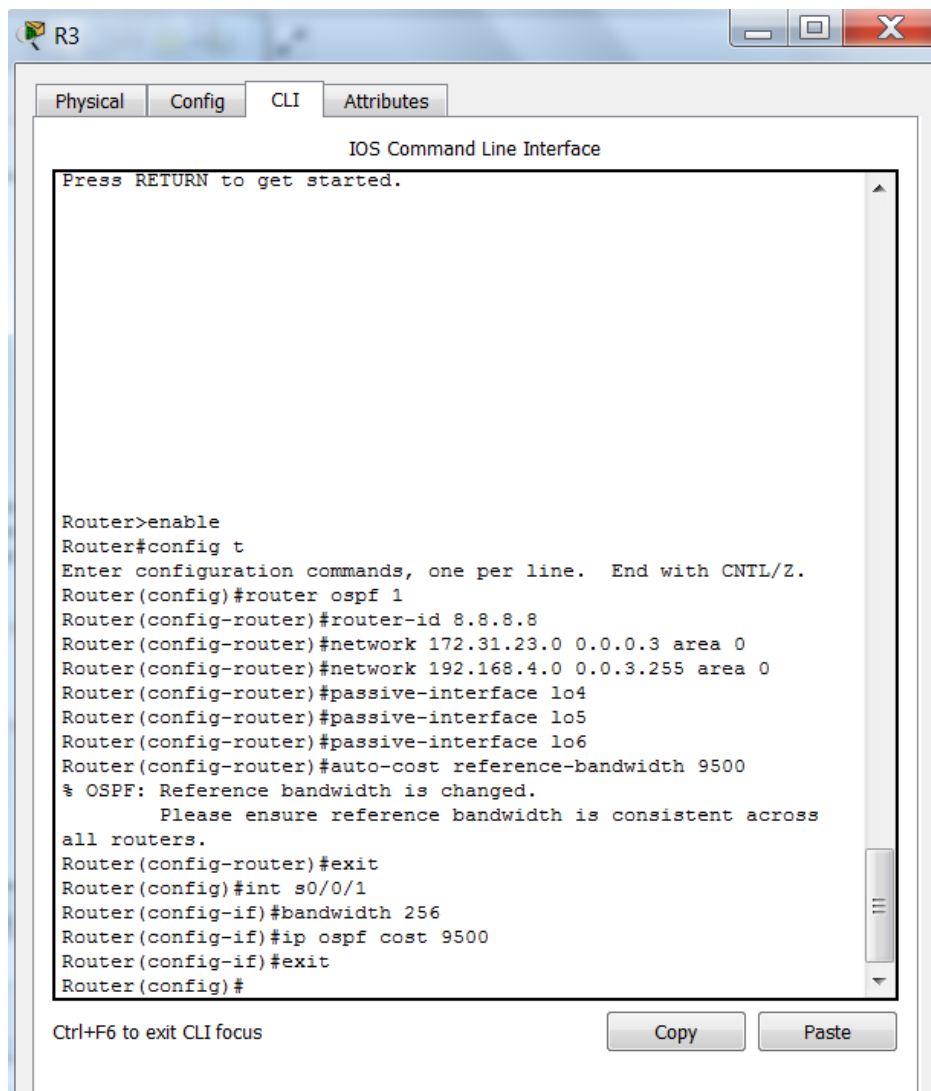 R3
Physical Config CLI Attributes
IOS Command Line Interface
Press RETURN to get started.
Router>enable
Router#config t
Enter configuration commands, one per line.  End with CNTL/Z.
Router(config)#router ospf 1
Router(config-router)#router-id 8.8.8.8
Router(config-router)#network 172.31.23.0 0.0.0.3 area 0
Router(config-router)#network 192.168.4.0 0.0.3.255 area 0
Router(config-router)#passive-interface lo4
Router(config-router)#passive-interface lo5
Router(config-router)#passive-interface lo6
Router(config-router)#auto-cost reference-bandwidth 9500
% OSPF: Reference bandwidth is changed.
        Please ensure reference bandwidth is consistent across
all routers.
Router(config-router)#exit
Router(config)#int s0/0/1
Router(config-if)#bandwidth 256
Router(config-if)#ip ospf cost 9500
Router(config-if)#exit
Router(config)#
Ctrl+F6 to exit CLI focus Copy Paste